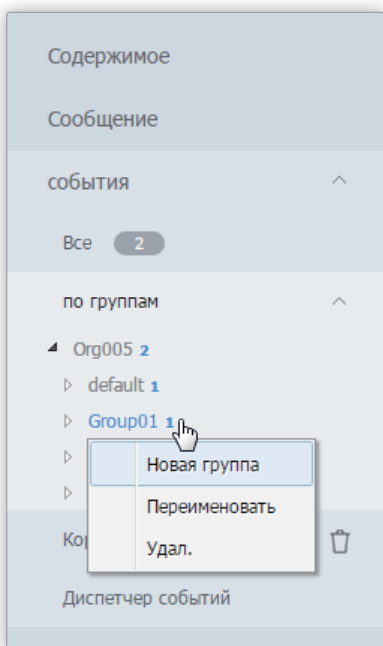 Содержимое
Сообщение
события
Все 2
по группам
Org005 2
default 1
Group01 1
Новая группа
Переименовать
Удал.
Диспетчер событий